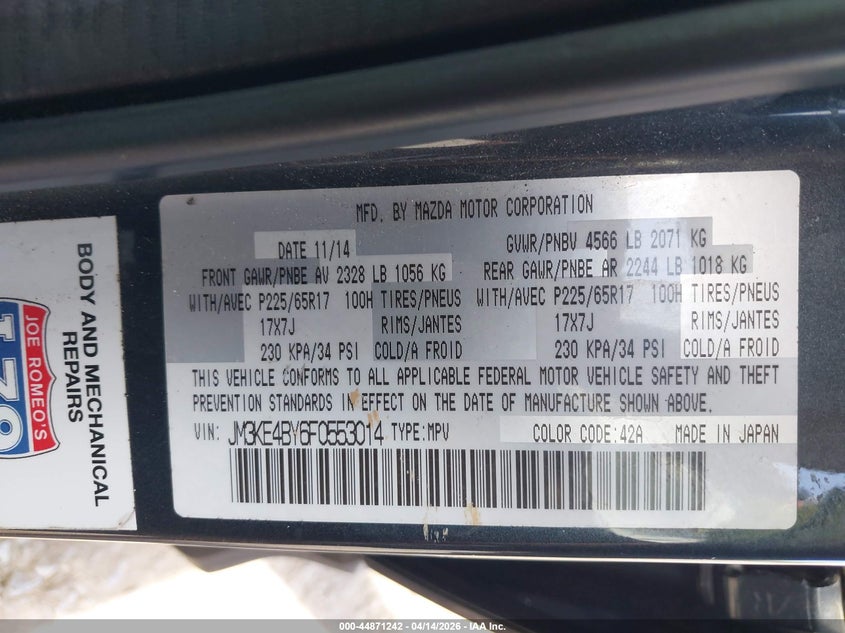 MFD. BY MAZDA MOTOR CORPORATION
DATE 11/14
GVWR/PNBV 4566 LB 2071 KG
FRONT GAWR/PNBE AV 2328 LB 1056 KG
REAR GAWR/PNBE AR 2244 LB 1018 KG
WITH/AVEC P225/65R17 100H TIRES/PNEUS
WITH/AVEC P225/65R17 100H TIRES/PNEUS
17X7J RIMS/JANTES
17X7J RIMS/JANTES
230 KPA/34 PSI COLD/A FROID
230 KPA/34 PSI COLD/A FROID
THIS VEHICLE CONFORMS TO ALL APPLICABLE FEDERAL MOTOR VEHICLE SAFETY AND THEFT
PREVENTION STANDARDS IN EFFECT ON THE DATE OF MANUFACTURE SHOWN ABOVE.
VIN: JM3KE4BY6F0553014 TYPE:MPV COLOR CODE:42A MADE IN JAPAN
JOE ROMEO'S
I 70
BODY AND MECHANICAL
REPAIRS
000-44871242 - 04/14/2026 - IAA Inc.